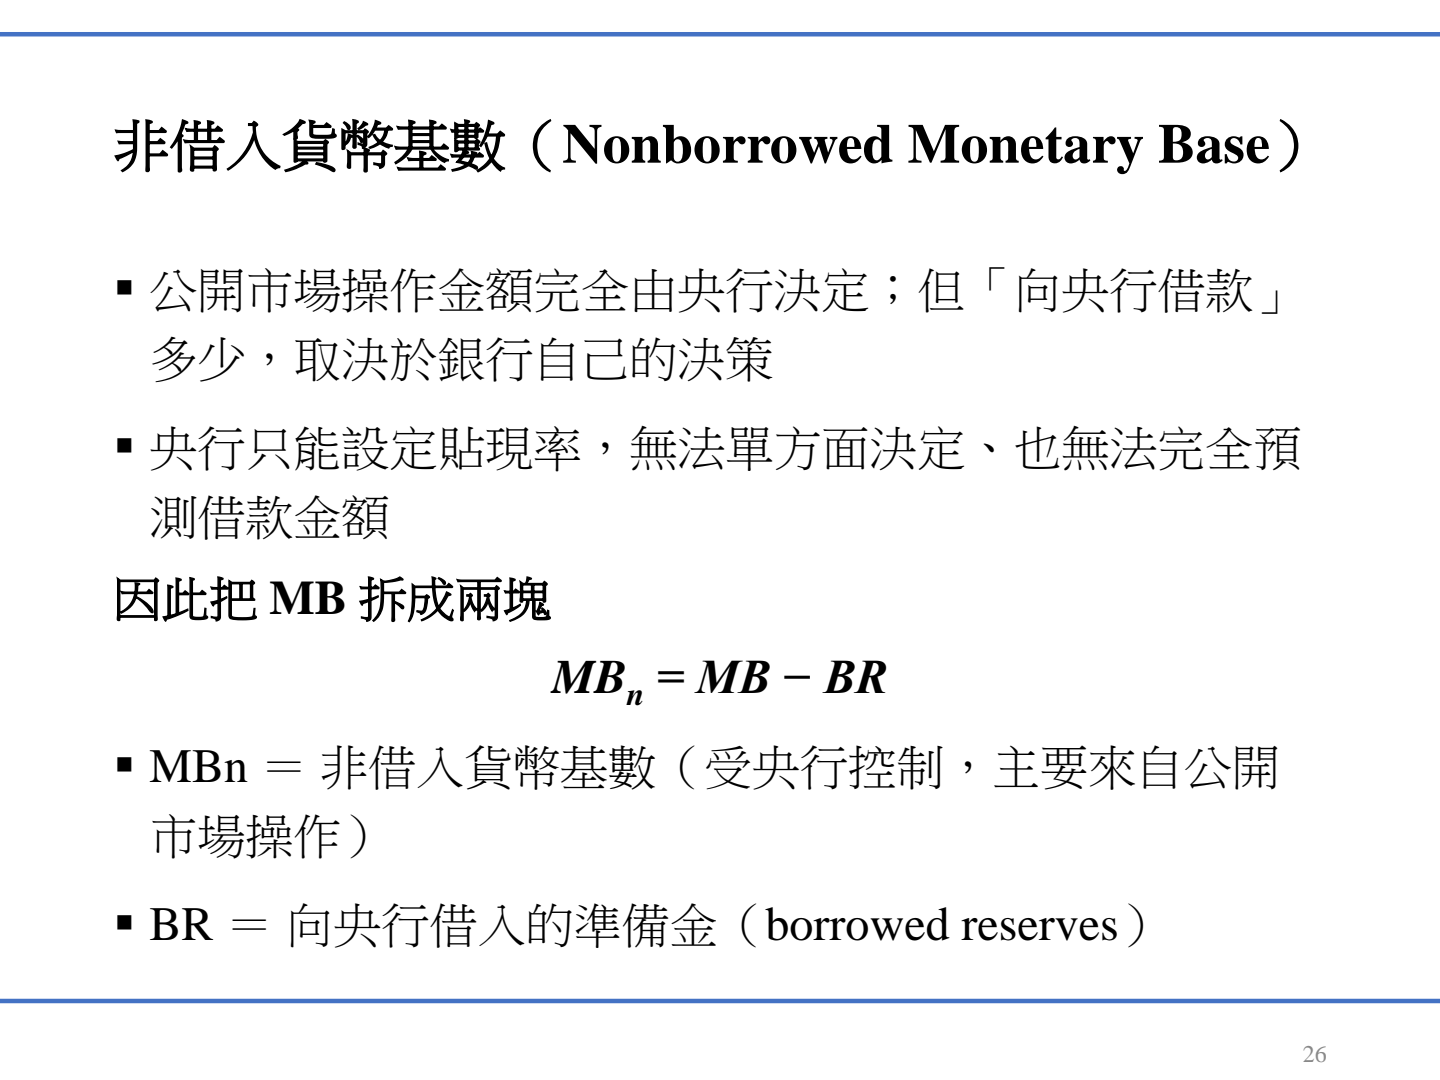 非借入貨幣基數（Nonborrowed Monetary Base）
▪ 公開市場操作金額完全由央行決定；但「向央行借款」
多少，取決於銀行自己的決策
▪ 央行只能設定貼現率，無法單方面決定、也無法完全預
測借款金額
因此把 MB 拆成兩塊
MBₙ = MB − BR
▪ MBn ＝ 非借入貨幣基數（受央行控制，主要來自公開
市場操作）
▪ BR ＝ 向央行借入的準備金（borrowed reserves）
26